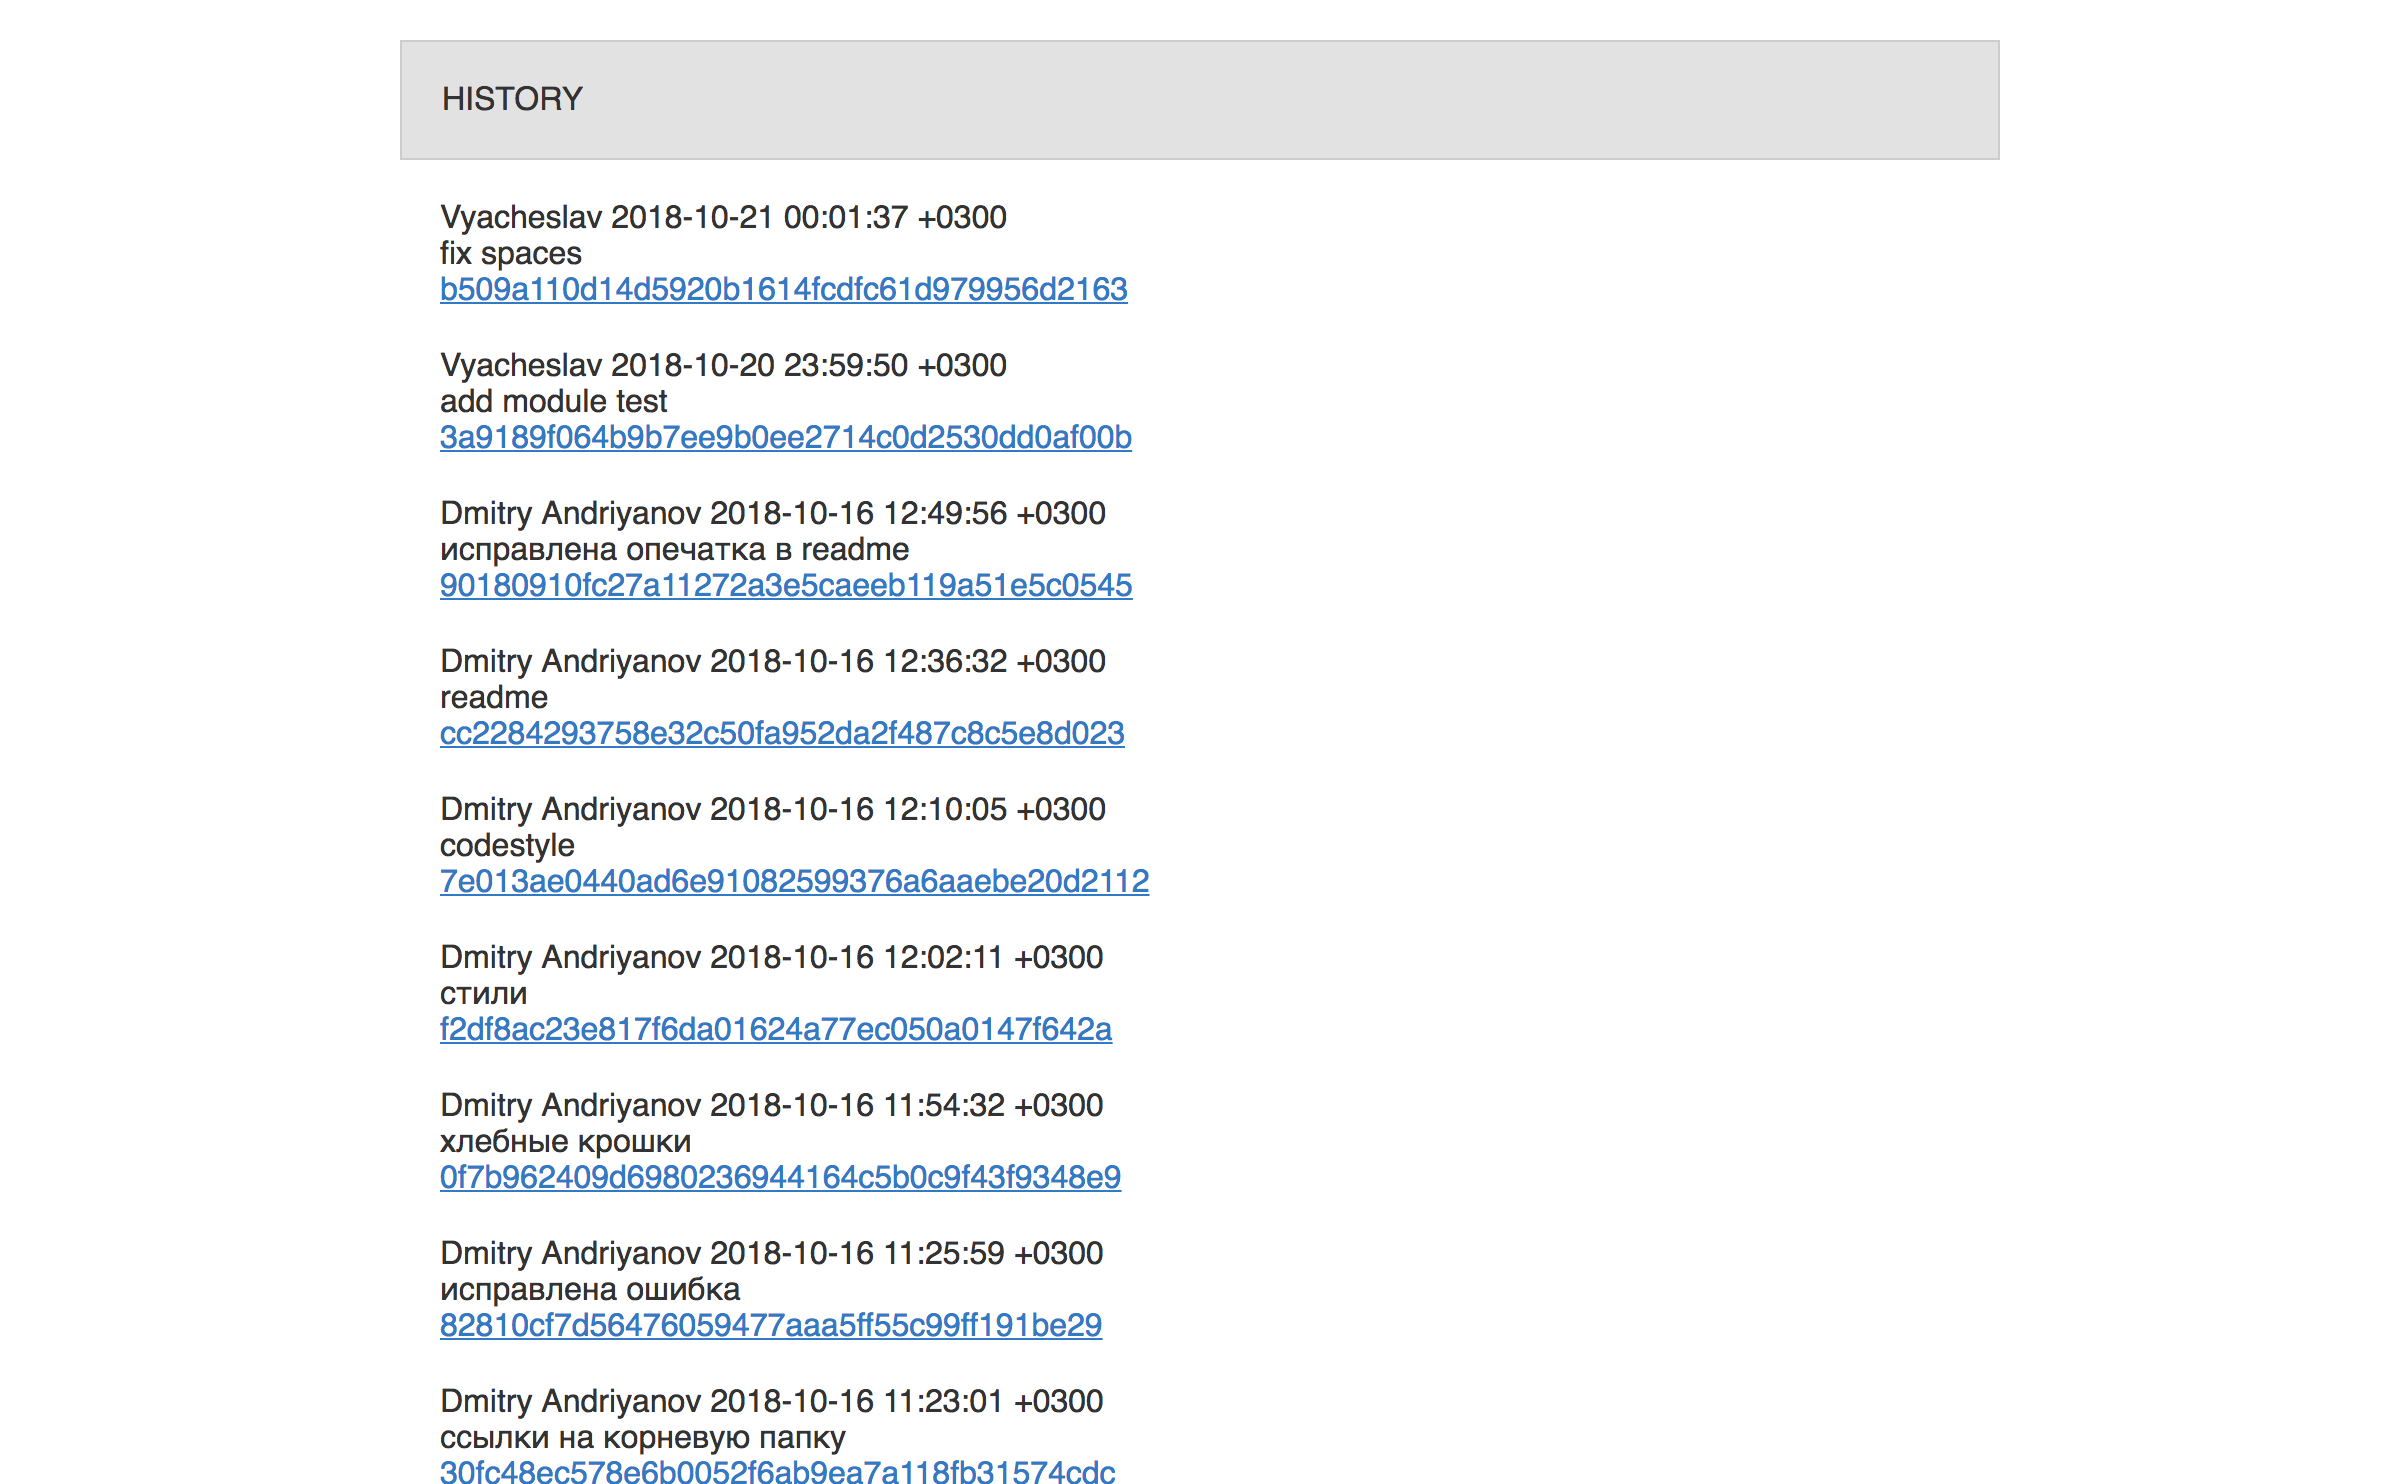 HISTORY
Vyacheslav 2018-10-21 00:01:37 +0300
fix spaces
b509a110d14d5920b1614fcdfc61d979956d2163
Vyacheslav 2018-10-20 23:59:50 +0300
add module test
3a9189f064b9b7ee9b0ee2714c0d2530dd0af00b
Dmitry Andriyanov 2018-10-16 12:49:56 +0300
исправлена опечатка в readme
90180910fc27a11272a3e5caeeb119a51e5c0545
Dmitry Andriyanov 2018-10-16 12:36:32 +0300
readme
cc2284293758e32c50fa952da2f487c8c5e8d023
Dmitry Andriyanov 2018-10-16 12:10:05 +0300
codestyle
7e013ae0440ad6e91082599376a6aaebe20d2112
Dmitry Andriyanov 2018-10-16 12:02:11 +0300
стили
f2df8ac23e817f6da01624a77ec050a0147f642a
Dmitry Andriyanov 2018-10-16 11:54:32 +0300
хлебные крошки
0f7b962409d6980236944164c5b0c9f43f9348e9
Dmitry Andriyanov 2018-10-16 11:25:59 +0300
исправлена ошибка
82810cf7d56476059477aaa5ff55c99ff191be29
Dmitry Andriyanov 2018-10-16 11:23:01 +0300
ссылки на корневую папку
30fc48ec578e6b0052f6ab9ea7a118fb31574cdc